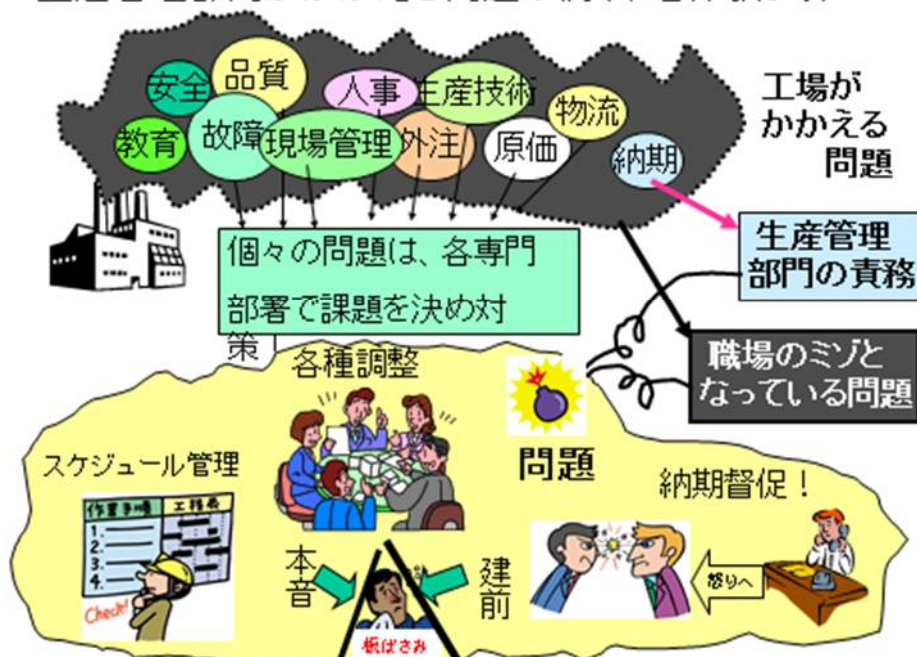 安全
品質
人事
生産技術
物流
教育
故障
現場管理
外注
原価
納期
工場が
かかえる
問題
個々の問題は、各専門
部署で課題を決め対
策！
生産管理
部門の責務
職場のミゾと
なっている問題
各種調整
問題
スケジュール管理
納期督促！
作業手順
工程表
1.
2.
3.
4.
Check!
本音
建前
怒りへ
板ばさみ